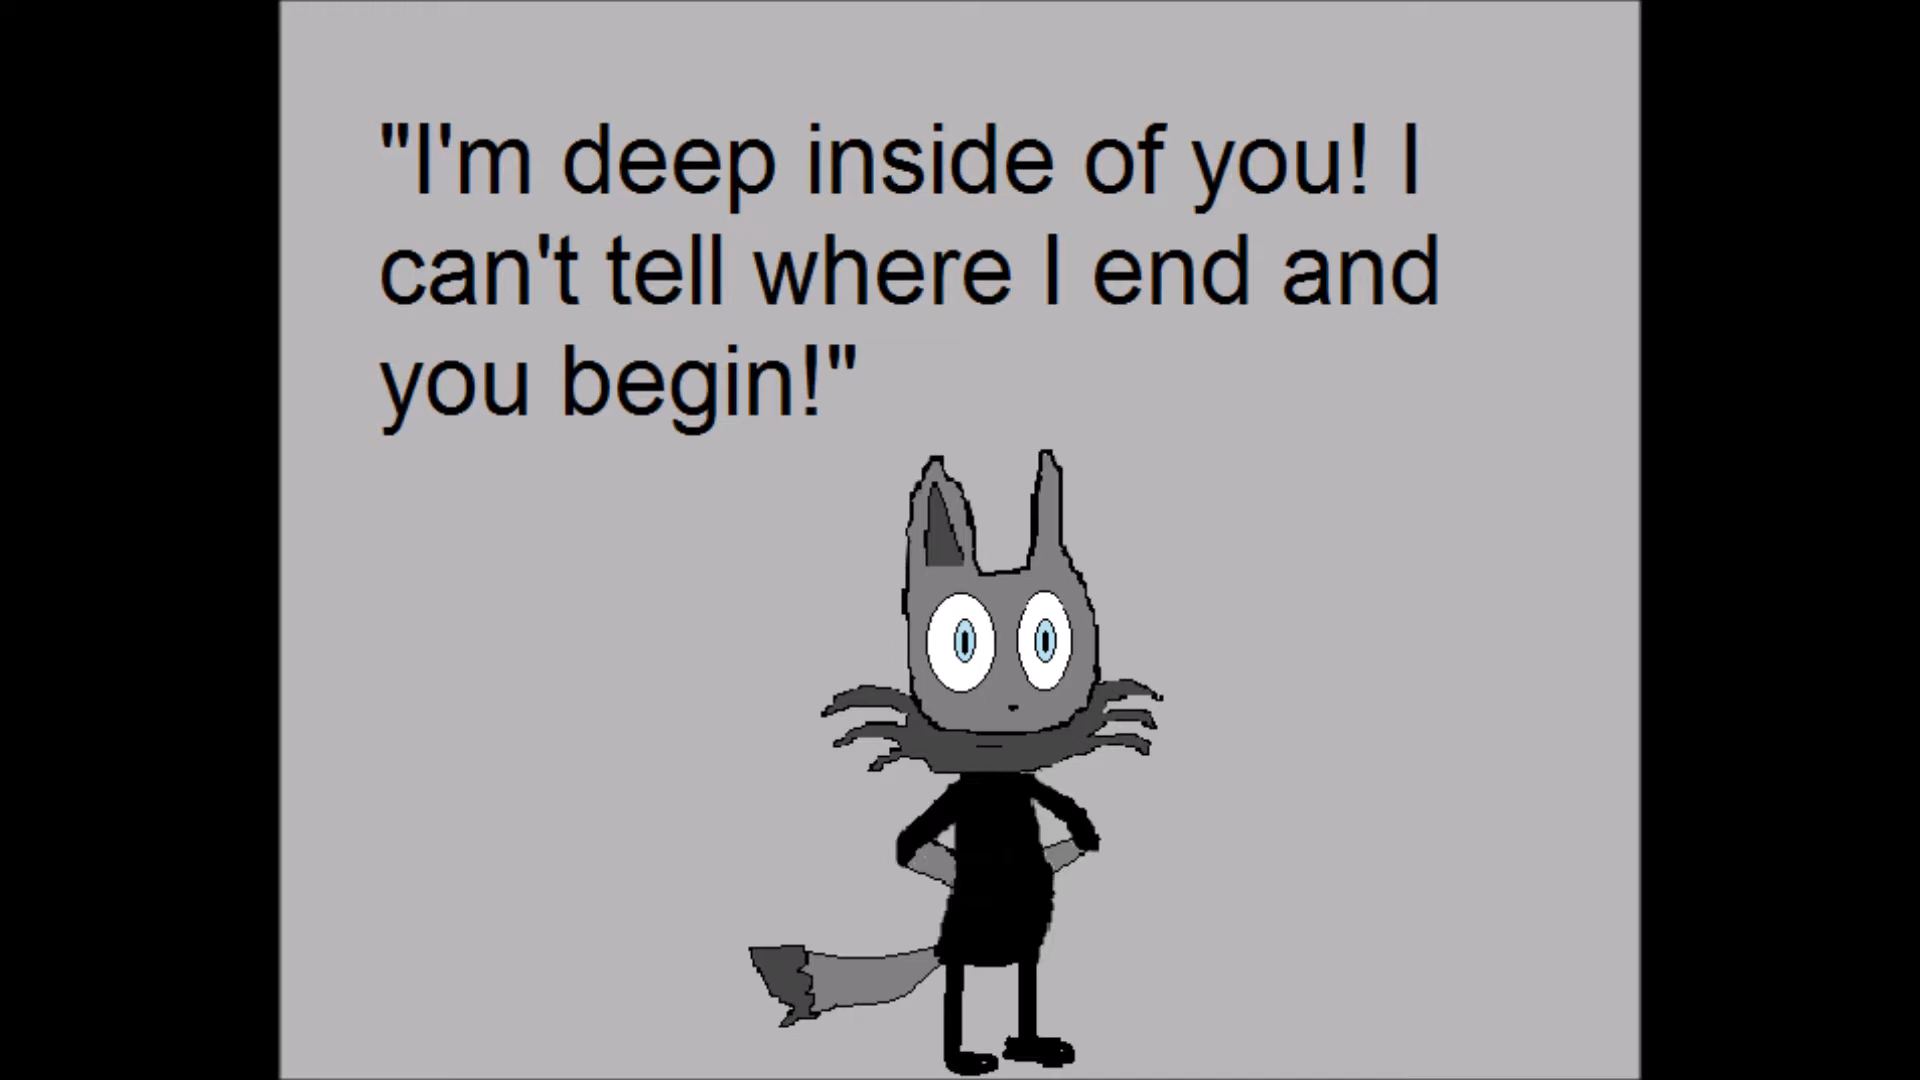 "I'm deep inside of you! I
can't tell where I end and
you begin!"